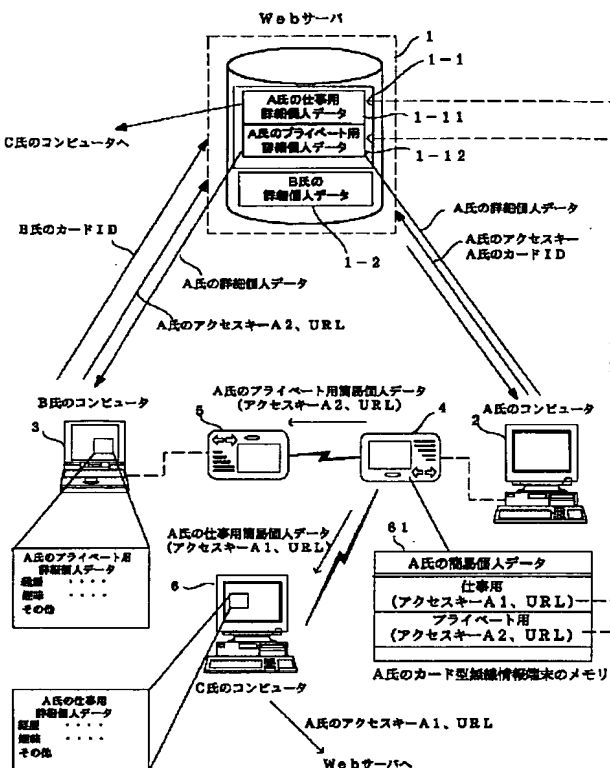 Webサーバ
1
1-1
A氏の仕事用
詳細個人データ
1-11
A氏のプライベート用
詳細個人データ
1-12
B氏の
詳細個人データ
1-2
C氏のコンピュータへ
B氏のカードID
A氏の詳細個人データ
A氏のアクセスキーA2、URL
A氏の詳細個人データ
A氏のアクセスキー
A氏のカードID
B氏のコンピュータ
3
A氏のプライベート用簡易個人データ
(アクセスキーA2、URL)
5
4
A氏のコンピュータ
2
A氏のプライベート用
詳細個人データ
経歴 ・・・・
趣味 ・・・・
その他
A氏の仕事用簡易個人データ
(アクセスキーA1、URL)
6
61
A氏の簡易個人データ
仕事用
(アクセスキーA1、URL)
プライベート用
(アクセスキーA2、URL)
A氏のカード型無線情報端末のメモリ
C氏のコンピュータ
A氏の仕事用
詳細個人データ
経歴 ・・・・
趣味 ・・・・
その他
A氏のアクセスキーA1、URL
Webサーバへ